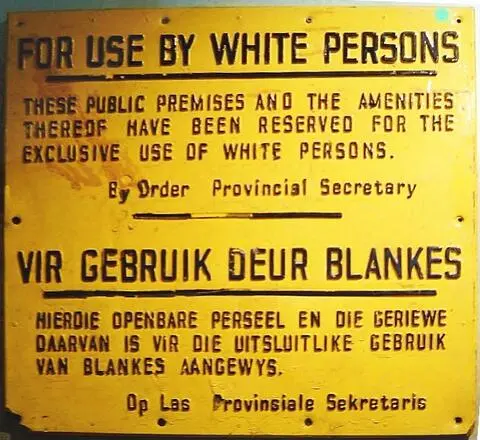 FOR USE BY WHITE PERSONS
THESE PUBLIC PREMISES AND THE AMENITIES
THEREOF HAVE BEEN RESERVED FOR THE
EXCLUSIVE USE OF WHITE PERSONS.
By Order Provincial Secretary
VIR GEBRUIK DEUR BLANKES
HIERDIE OPENBARE PERSEEL EN DIE GERIEWE
DAARVAN IS VIR DIE UITSLUITLIKE GEBRUIK
VAN BLANKES AANGEWYS.
Op Las Provinsiale Sekretaris